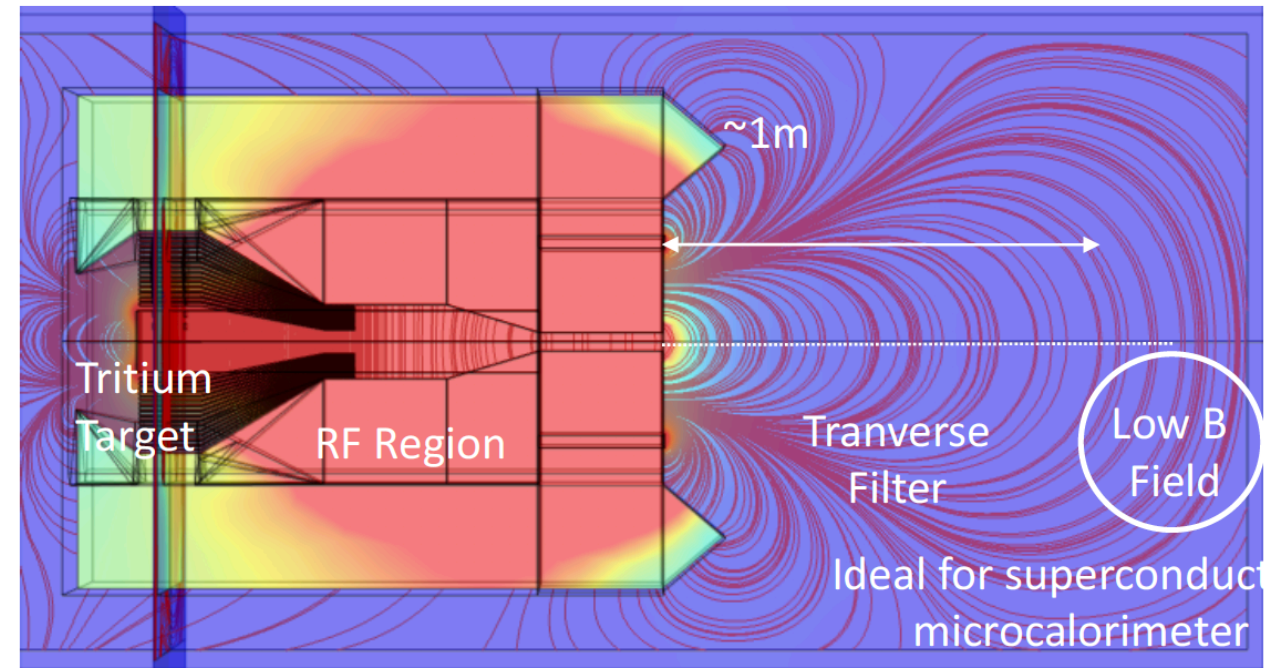 ~1m
Tritium
Target
RF Region
Tranverse
Filter
Low B
Field
Ideal for superconduct
microcalorimeter